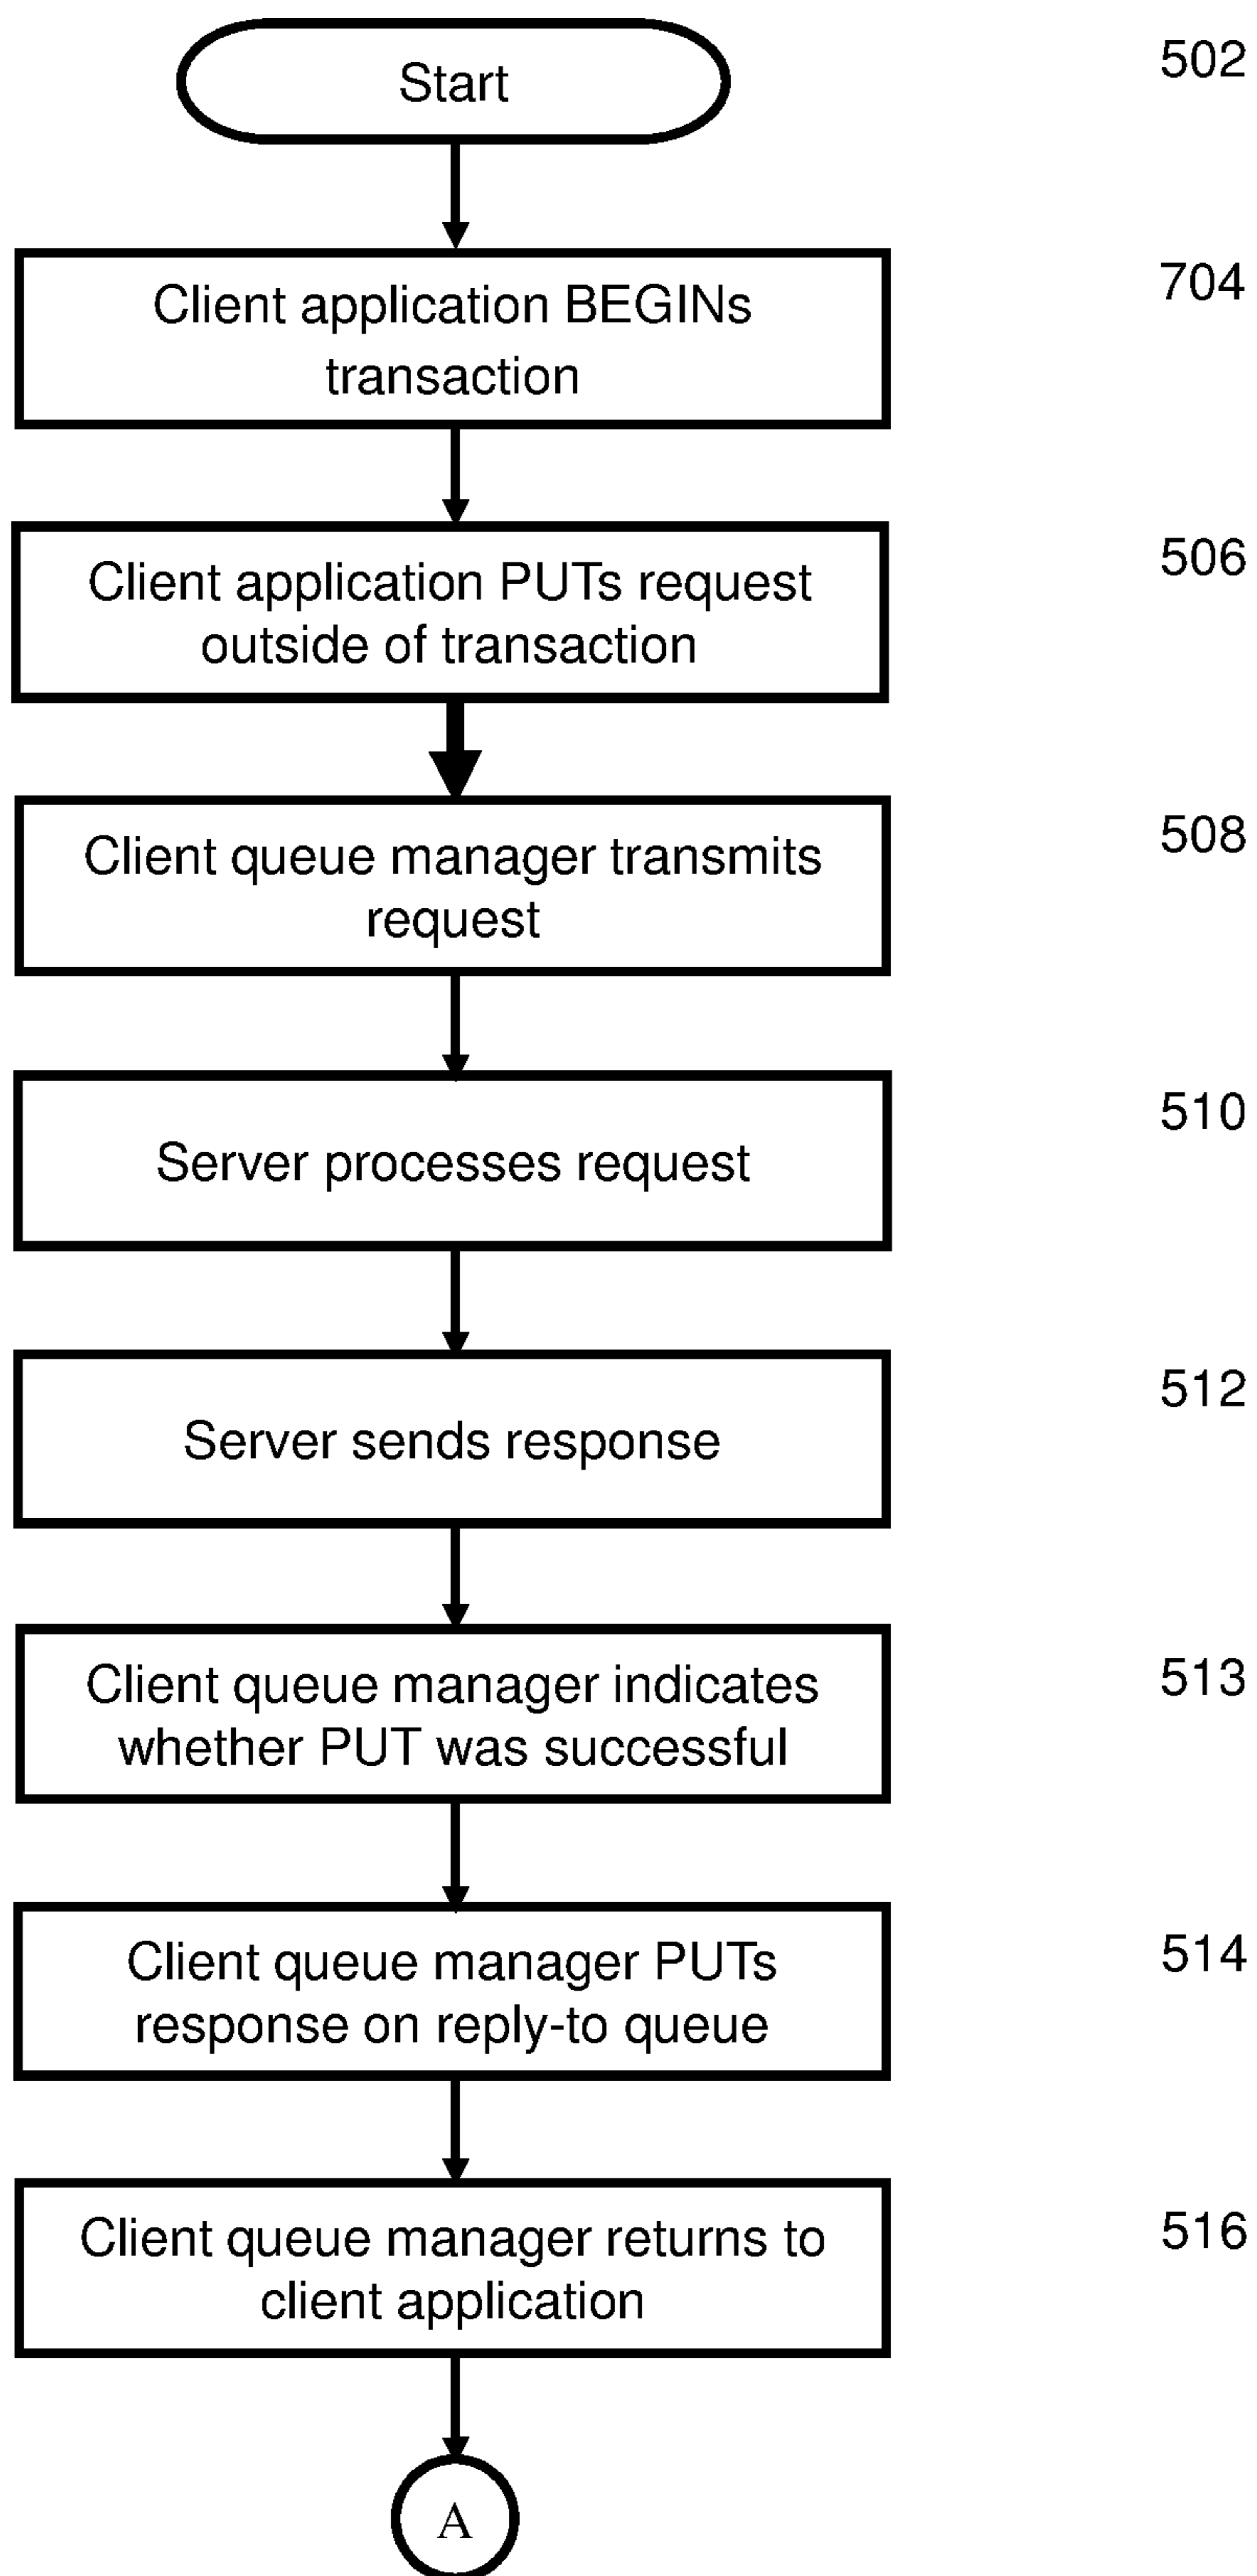 Start
502
Client application BEGINs
transaction
704
Client application PUTs request
outside of transaction
506
Client queue manager transmits
request
508
Server processes request
510
Server sends response
512
Client queue manager indicates
whether PUT was successful
513
Client queue manager PUTs
response on reply-to queue
514
Client queue manager returns to
client application
516
A